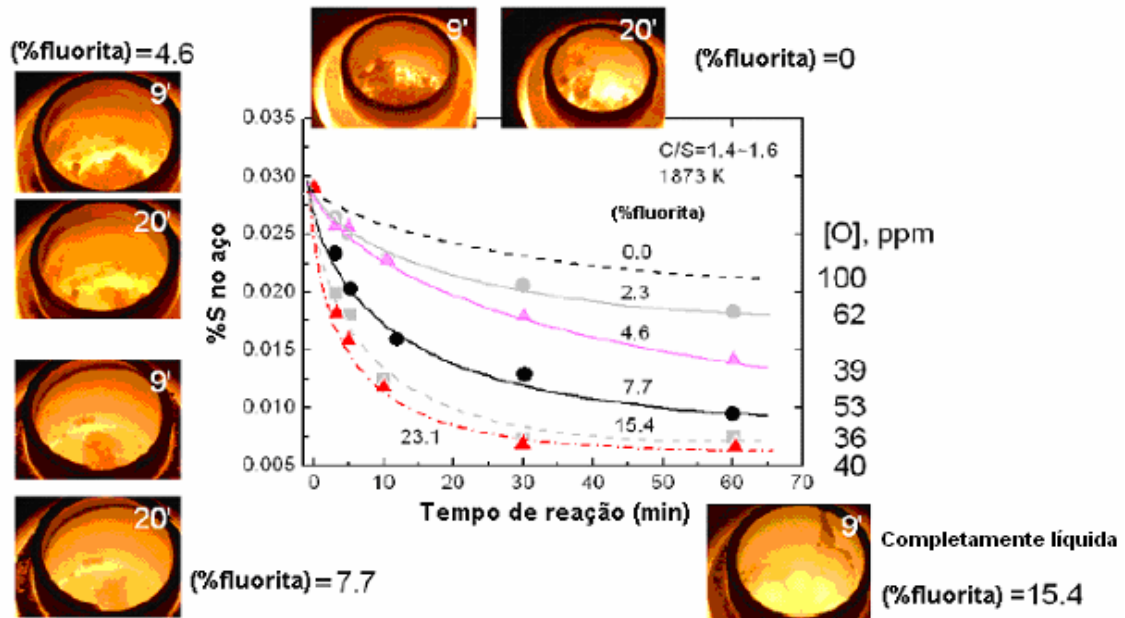 (%fluorita) =4.6
9'
20'
9'
20'
(%fluorita) =7.7
9'
20'
(%fluorita) =0
0.035
0.030
0.025
0.020
0.015
0.010
0.005
%S no aço
C/S=1.4~1.6
1873 K
(%fluorita)
0.0
2.3
4.6
7.7
15.4
23.1
0 10 20 30 40 50 60 70
Tempo de reação (min)
[O], ppm
100
62
39
53
36
40
9'
Completamente líquida
(%fluorita) =15.4